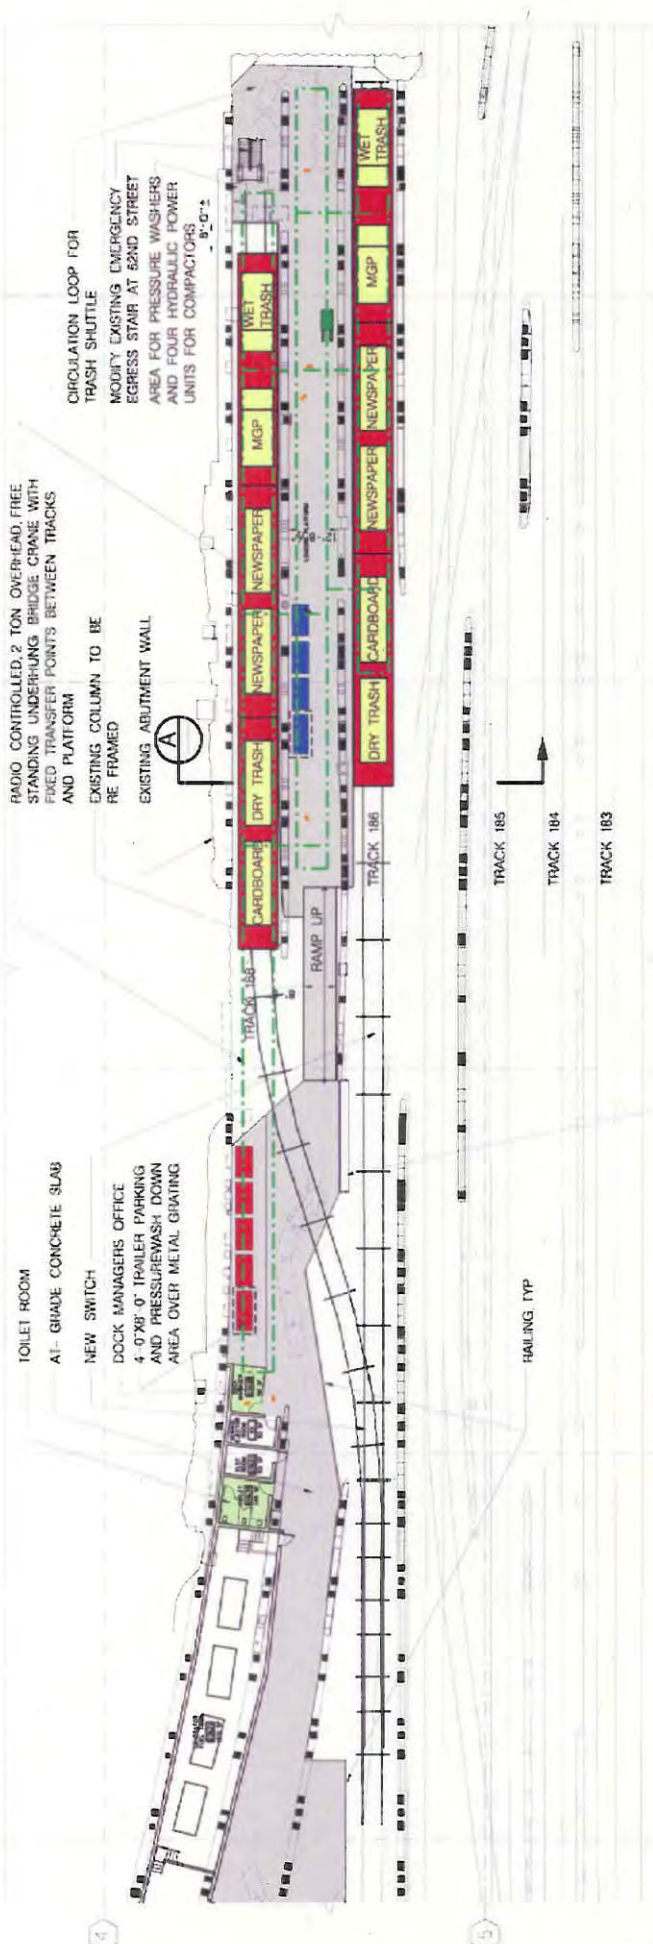 CIRCULATION LOOP FOR
TRASH SHUTTLE
MODIFY EXISTING EMERGENCY
EGRESS STAIR AT 52ND STREET
AREA FOR PRESSURE WASHERS
AND FOUR HYDRAULIC POWER
UNITS FOR COMPACTORS
8'-0"±
RADIO CONTROLLED, 2 TON OVERHEAD, FREE
STANDING UNDERHUNG BRIDGE CRANE WITH
FIXED TRANSFER POINTS BETWEEN TRACKS
AND PLATFORM
EXISTING COLUMN TO BE
RE FRAMED
EXISTING ABUTMENT WALL
A
TOILET ROOM
AT- GRADE CONCRETE SLAB
NEW SWITCH
DOCK MANAGERS OFFICE
4'-0"X8'-0" TRAILER PARKING
AND PRESSUREWASH DOWN
AREA OVER METAL GRATING
CARDBOARD
DRY TRASH
NEWSPAPER
NEWSPAPER
MGP
WET
TRASH
TRACK 188
RAMP UP
LOADING PLATFORM
DRY TRASH
CARDBOARD
NEWSPAPER
NEWSPAPER
MGP
WET
TRASH
TRACK 186
TRACK 185
TRACK 184
TRACK 183
RAILING, TYP
4
5